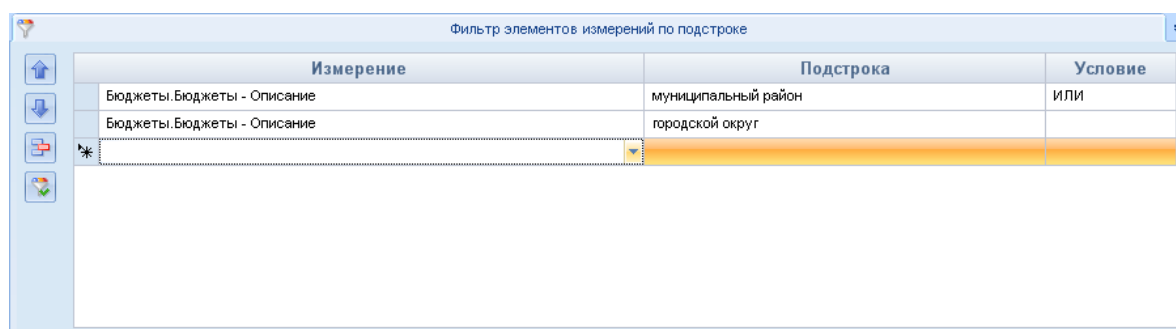 Фильтр элементов измерений по подстроке
Измерение Подстрока Условие
Бюджеты.Бюджеты - Описание муниципальный район ИЛИ
Бюджеты.Бюджеты - Описание городской округ